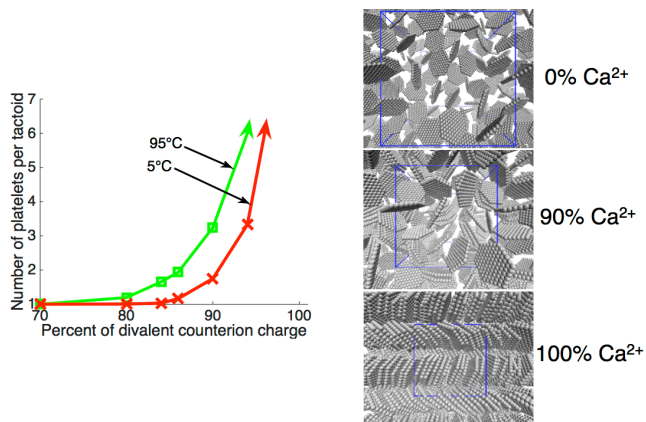 Number of platelets per tactoid
7
6
5
4
3
2
1
70
80
90
100
Percent of divalent counterion charge
95°C
5°C
0% Ca²⁺
90% Ca²⁺
100% Ca²⁺